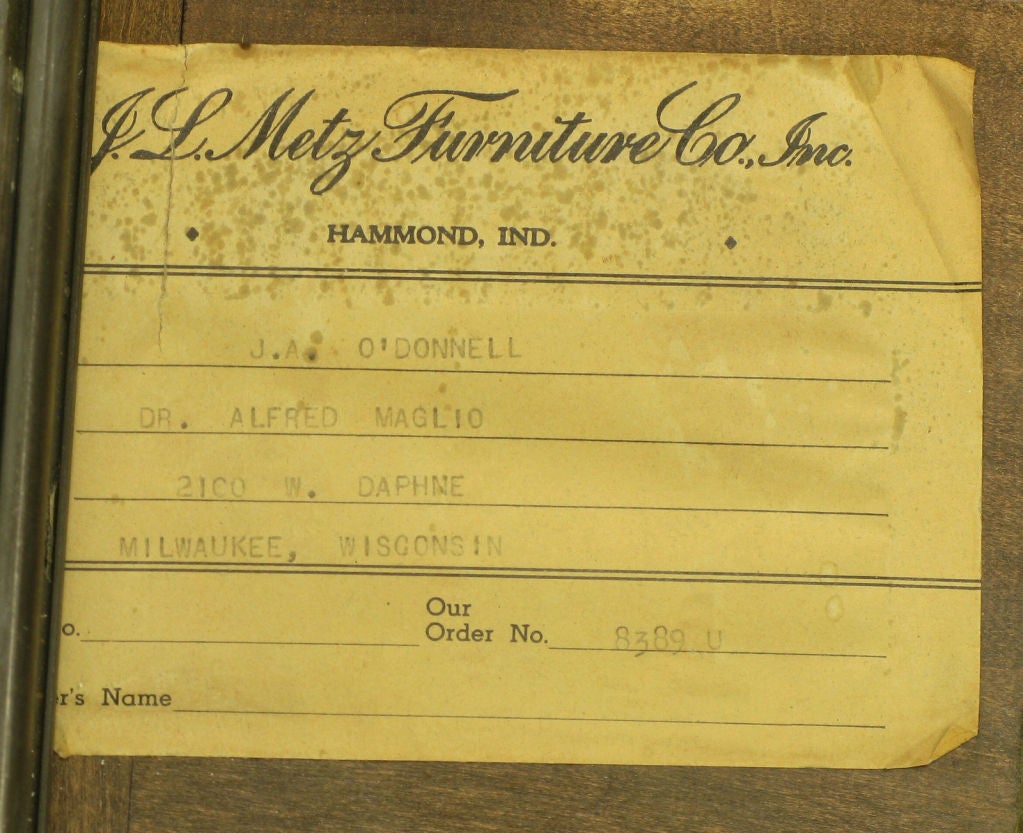 J. L. Metz Furniture Co., Inc.
HAMMOND, IND.
J.A. O'DONNELL
DR. ALFRED MAGLIO
2100 W. DAPHNE
MILWAUKEE, WISCONSIN
o.
Our
Order No. 8389 U
r's Name